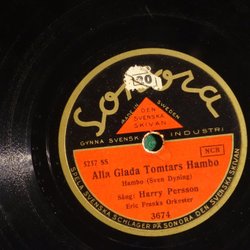 Sonora
MADE IN SWEDEN
DEN
SVENSKA
SKIVAN
GYNNA SVENSK INDUSTRI
5217 SS
NCB
Alla Glada Tomtars Hambo
Hambo (Sven Dyning)
Sång: Harry Persson
Eric Franks Orkester
3674
SPELA SVENSKA SCHLAGER PÅ SONORA DEN SVENSKA SKIVAN